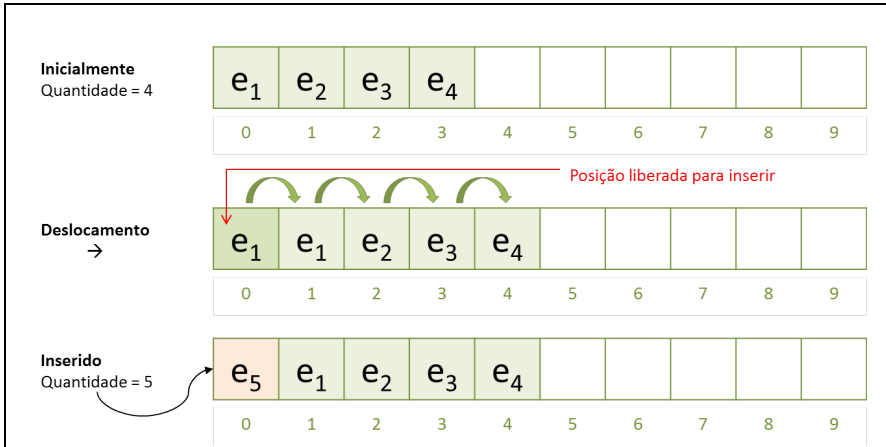 Inicialmente
Quantidade = 4
e1 e2 e3 e4
0 1 2 3 4 5 6 7 8 9
Posição liberada para inserir
Deslocamento
→
e1 e1 e2 e3 e4
0 1 2 3 4 5 6 7 8 9
Inserido
Quantidade = 5
e5 e1 e2 e3 e4
0 1 2 3 4 5 6 7 8 9